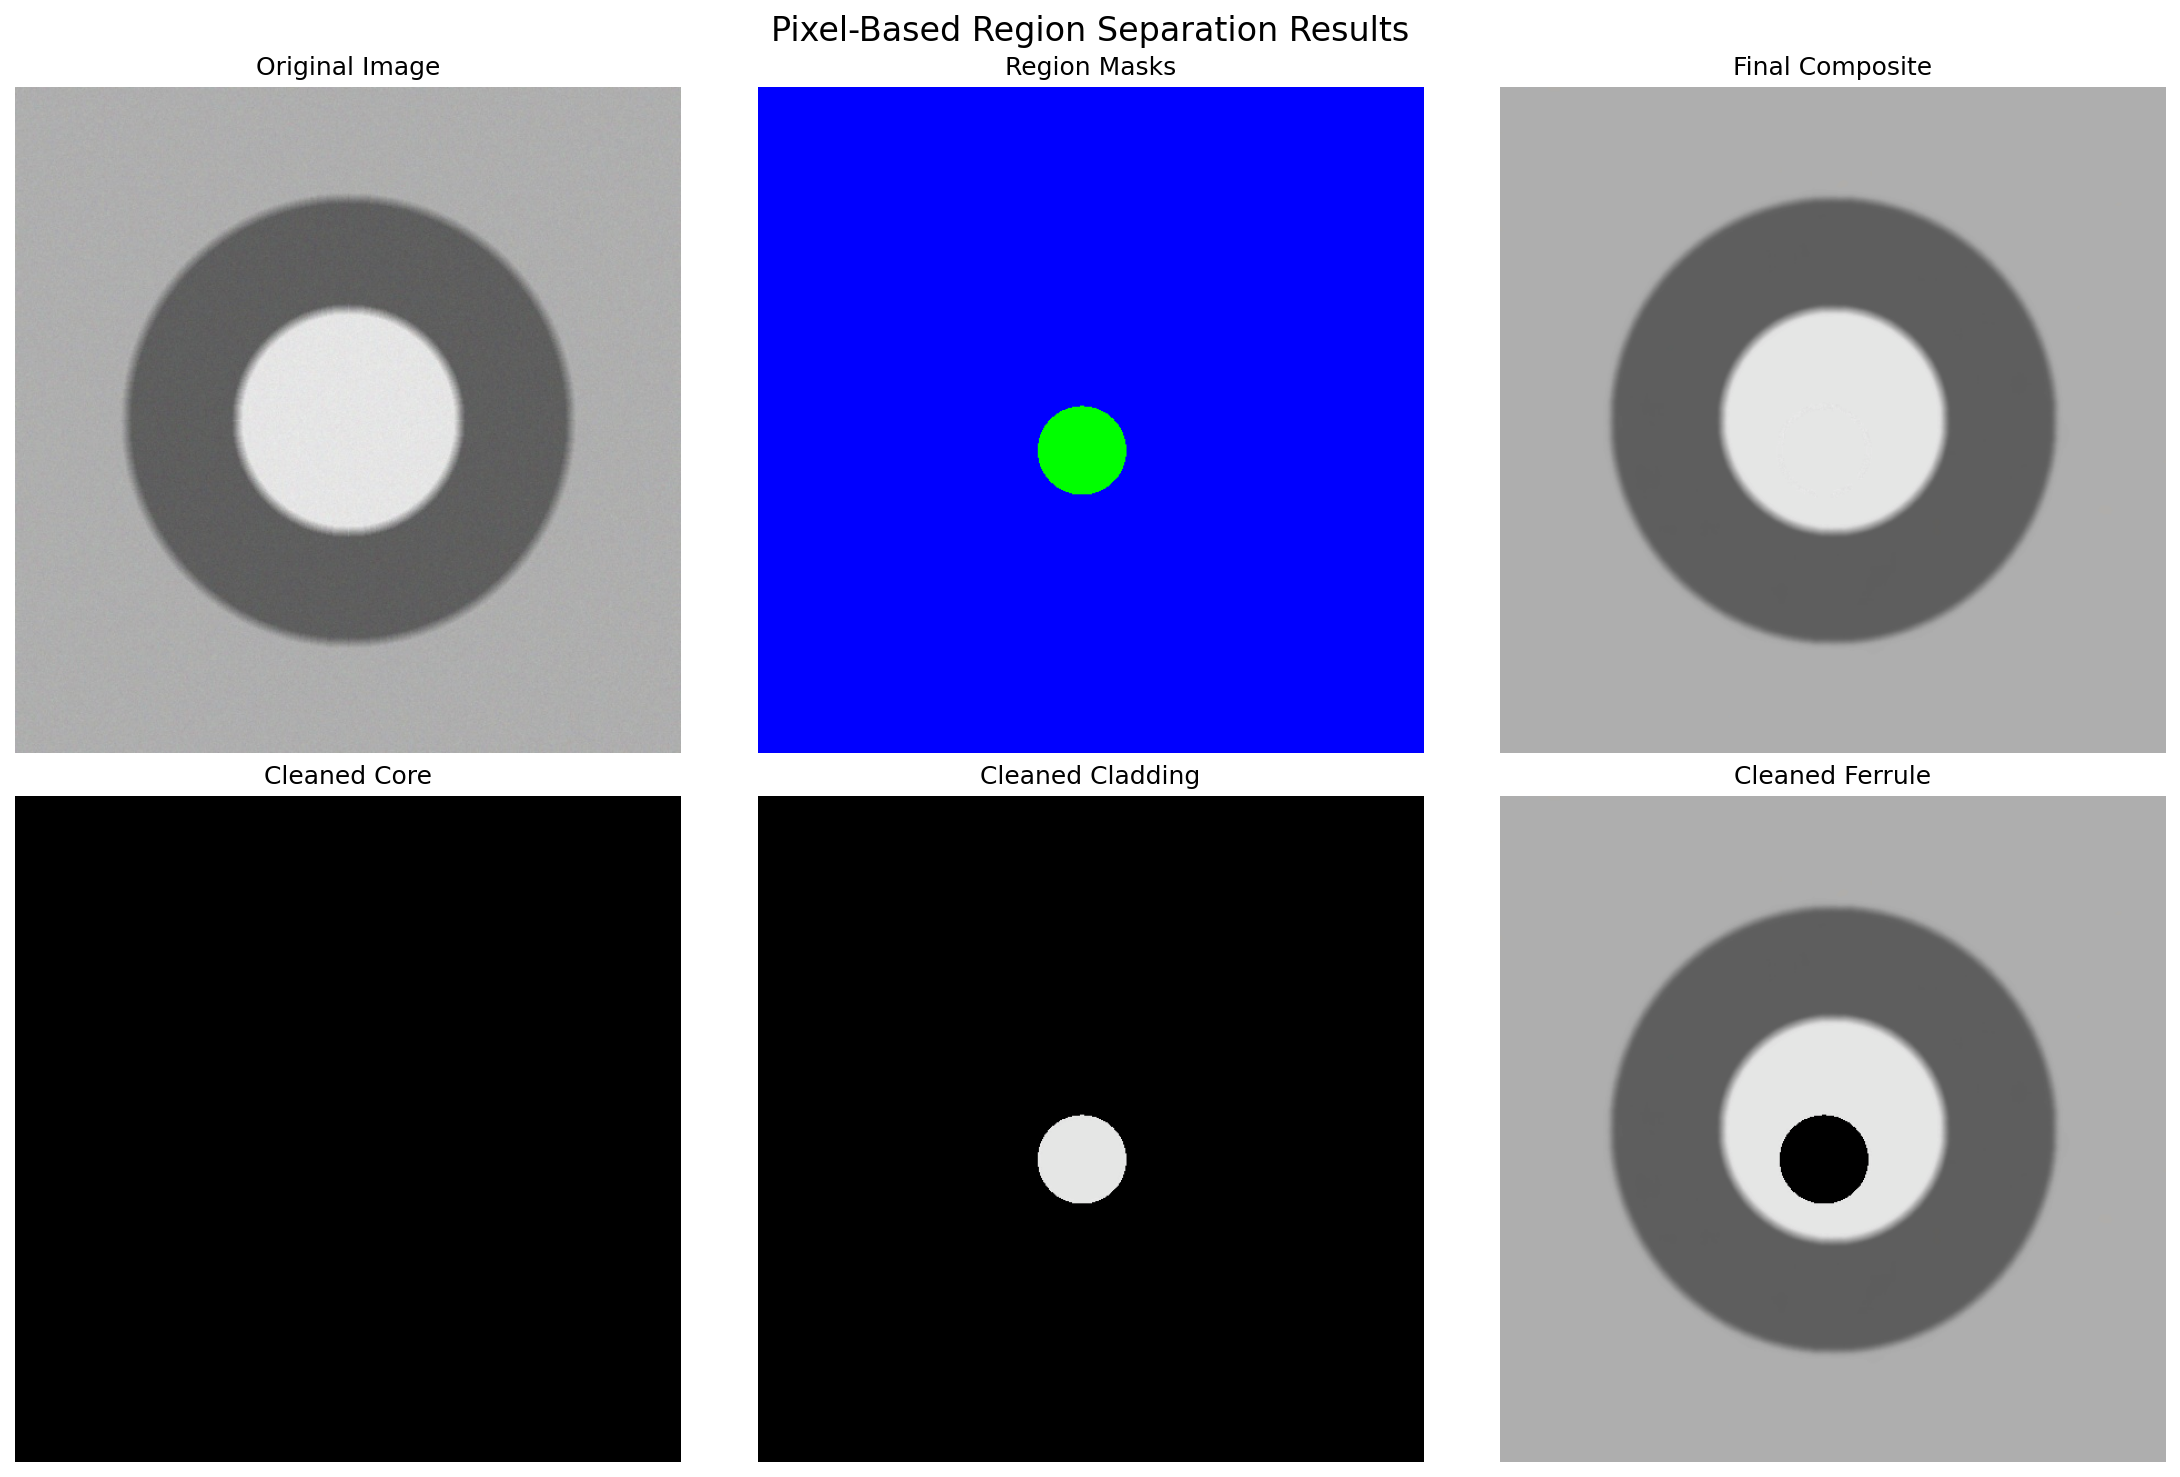 Pixel-Based Region Separation Results
Original Image
Region Masks
Final Composite
Cleaned Core
Cleaned Cladding
Cleaned Ferrule